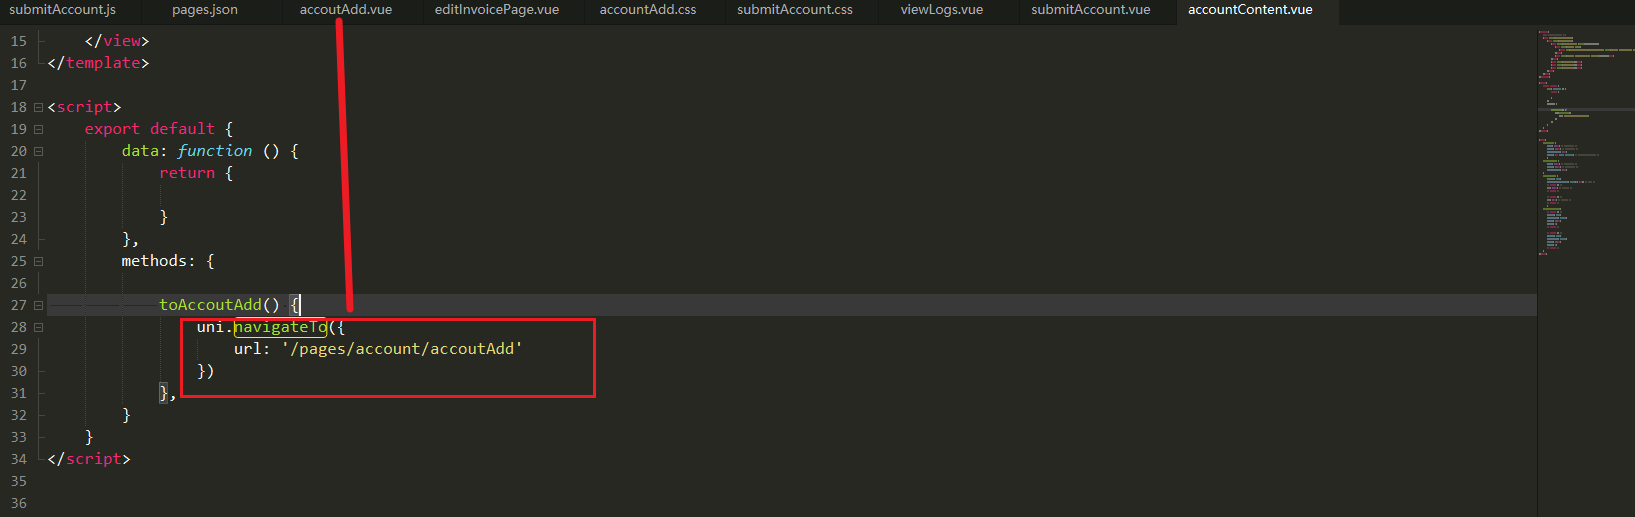 submitAccount.js pages.json accoutAdd.vue editInvoicePage.vue accountAdd.css submitAccount.css viewLogs.vue submitAccount.vue accountContent.vue
15 </view>
16 </template>
17
18 <script>
19 export default {
20 data: function () {
21 return {
22
23 }
24 },
25 methods: {
26
27 toAccoutAdd() {
28 uni.navigateTo({
29 url: '/pages/account/accoutAdd'
30 })
31 },
32 }
33 }
34 </script>
35
36